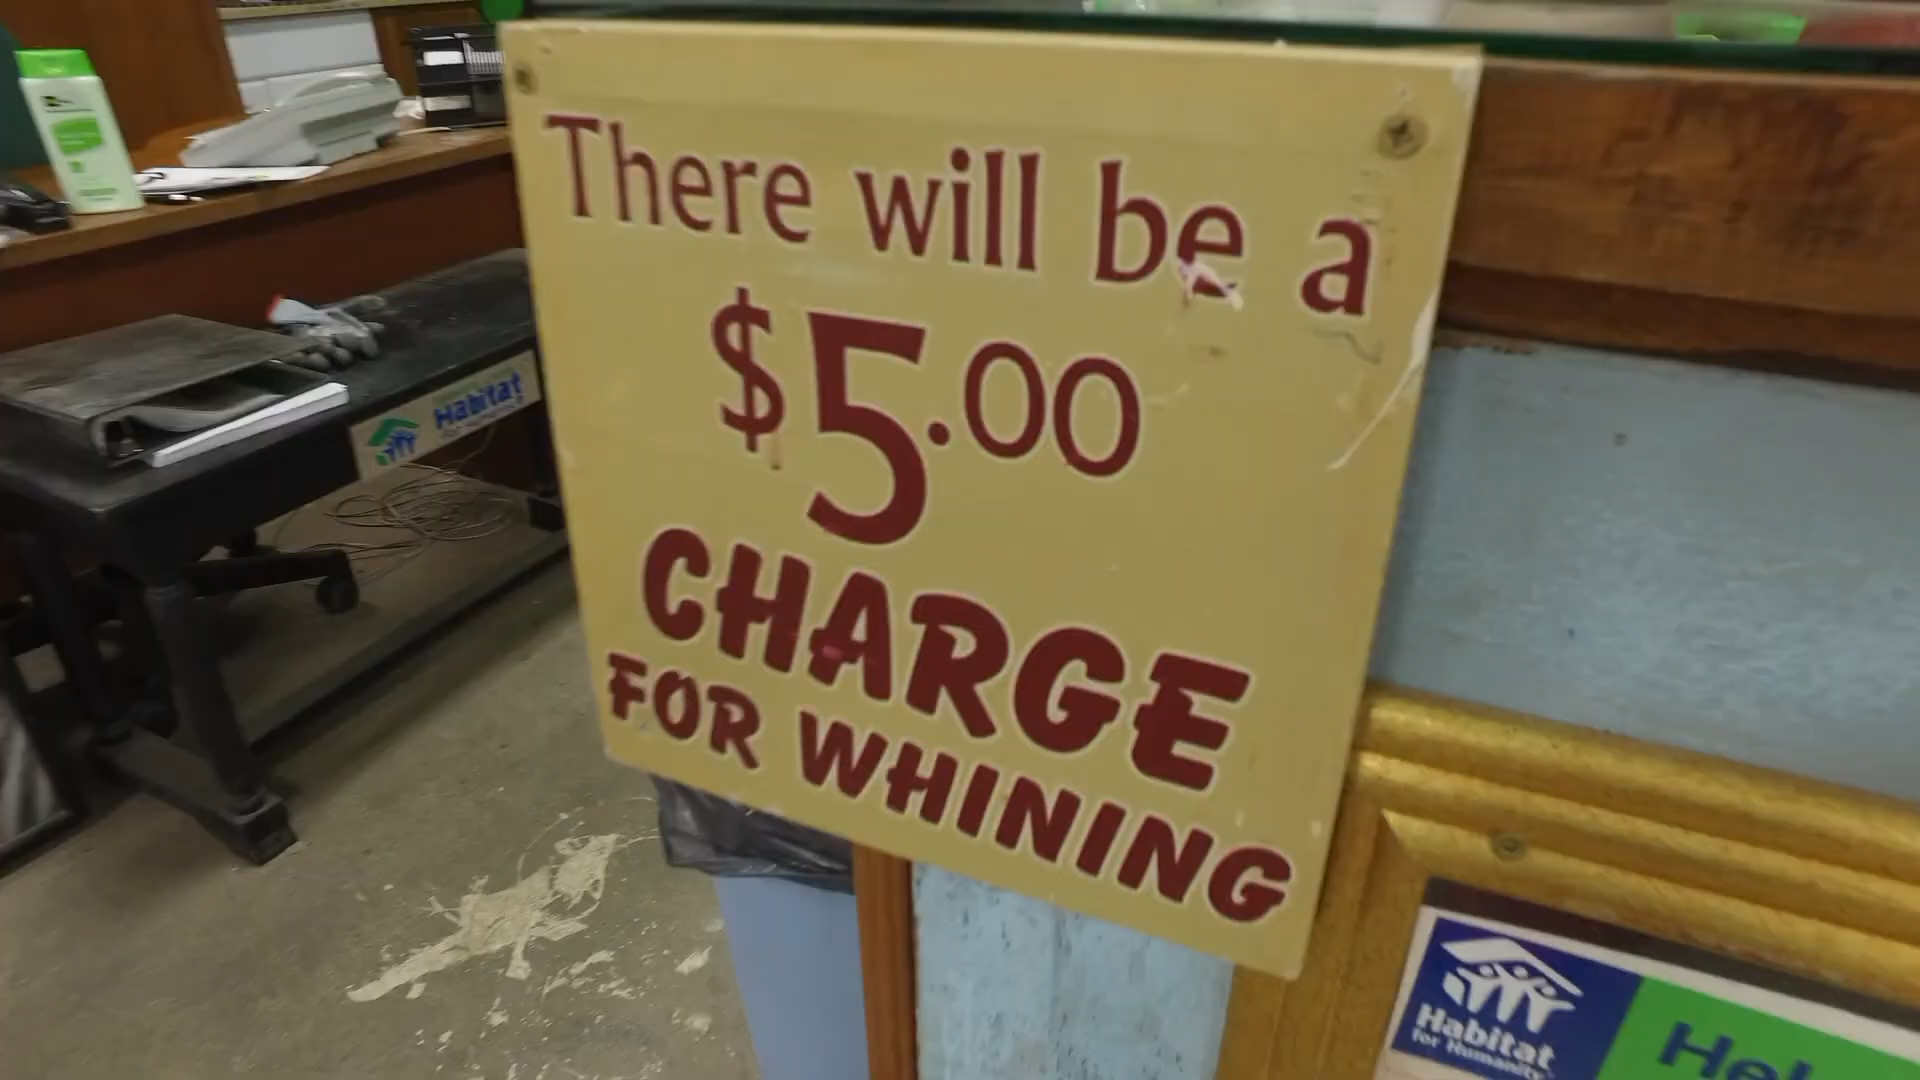 There will be a
$5.00
CHARGE
FOR WHINING
Habitat
for Humanity
Habitat
for Humanity